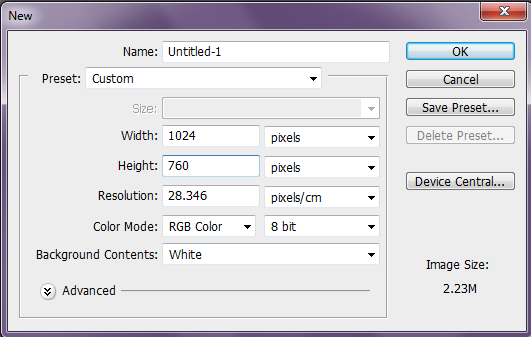 New
Name: Untitled-1
OK
Preset: Custom
Cancel
Size:
Save Preset...
Width: 1024 pixels
Delete Preset...
Height: 760 pixels
Resolution: 28.346 pixels/cm
Device Central...
Color Mode: RGB Color 8 bit
Background Contents: White
Image Size:
2.23M
Advanced